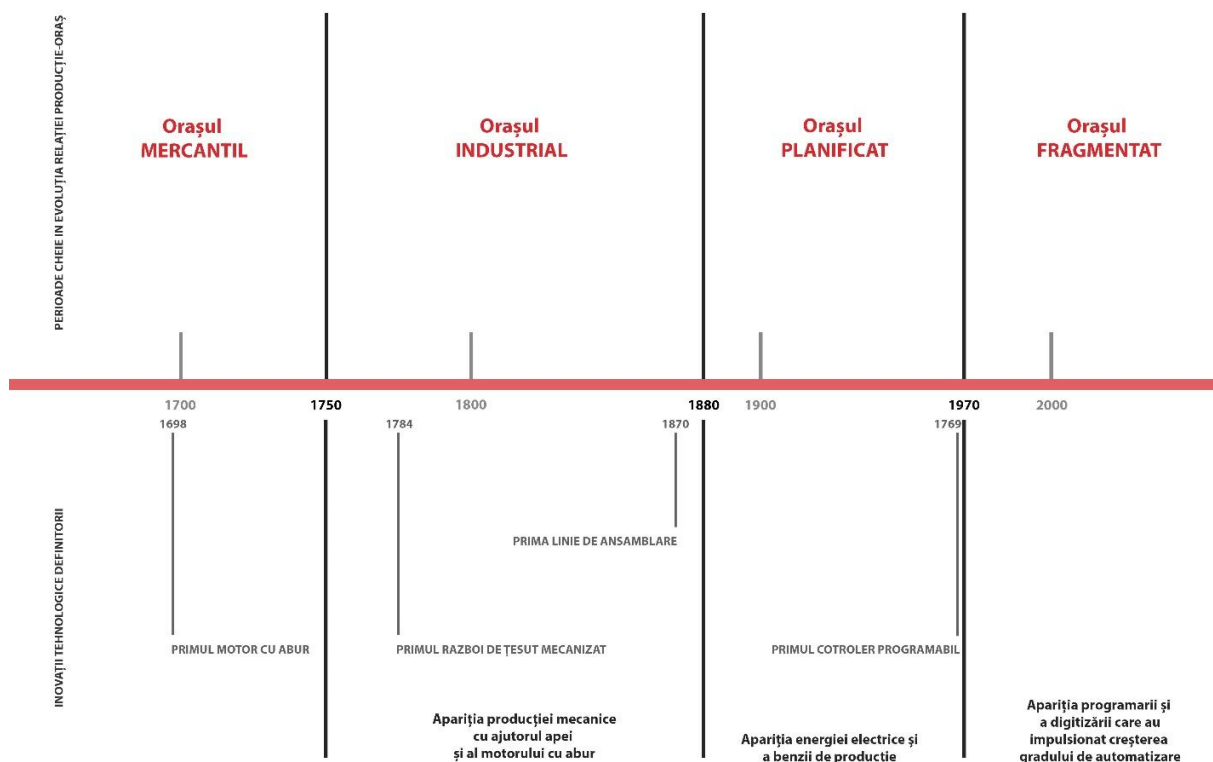 PERIOADE CHEIE IN EVOLUȚIA RELAȚIEI PRODUCȚIE-ORAȘ
Orașul
MERCANTIL
Orașul
INDUSTRIAL
Orașul
PLANIFICAT
Orașul
FRAGMENTAT
1700
1750
1800
1880
1900
1970
2000
1698
1784
1870
1769
INOVAȚII TEHNOLOGICE DEFINITORII
PRIMA LINIE DE ANSAMBLARE
PRIMUL MOTOR CU ABUR
PRIMUL RAZBOI DE ȚESUT MECANIZAT
PRIMUL COTROLER PROGRAMABIL
Apariția producției mecanice
cu ajutorul apei
și al motorului cu abur
Apariția energiei electrice și
a benzii de producție
Apariția programarii și
a digitizării care au
impulsionat creșterea
gradului de automatizare